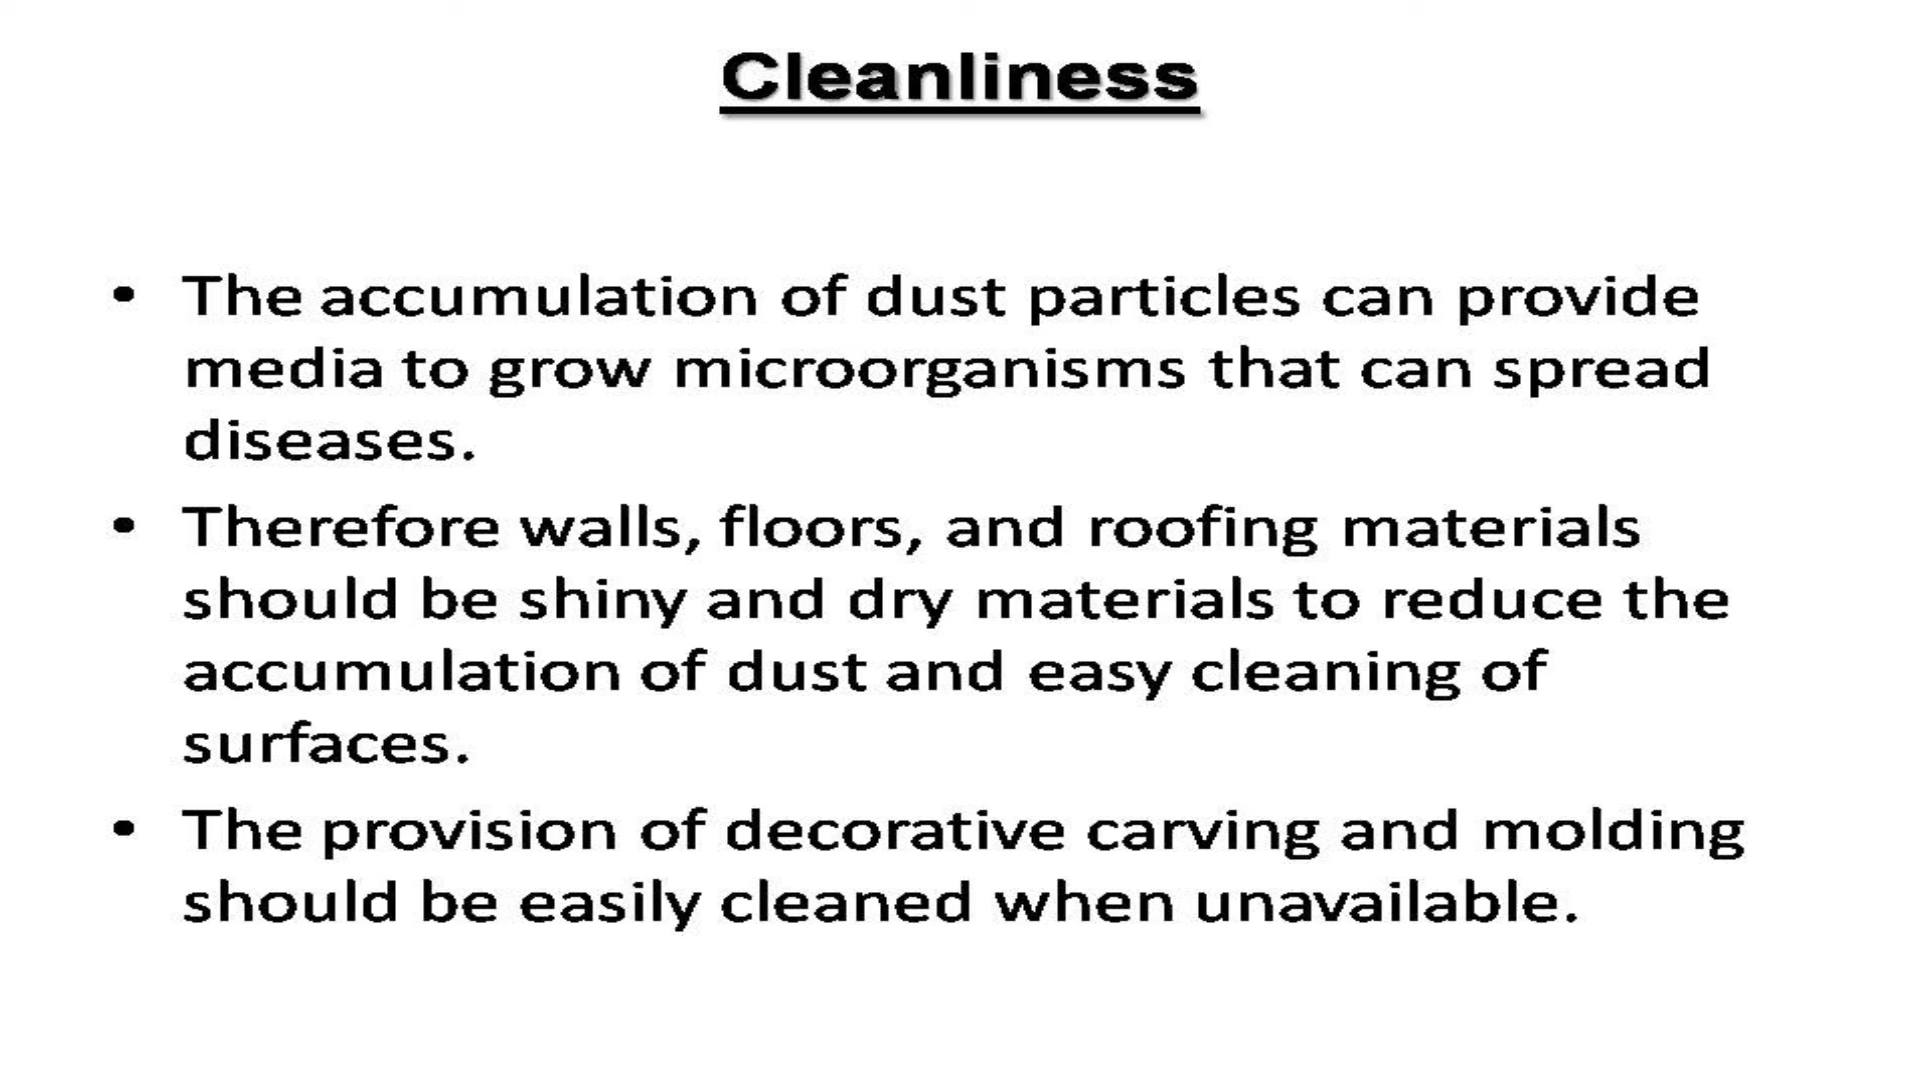 Cleanliness
• The accumulation of dust particles can provide
media to grow microorganisms that can spread
diseases.
• Therefore walls, floors, and roofing materials
should be shiny and dry materials to reduce the
accumulation of dust and easy cleaning of
surfaces.
• The provision of decorative carving and molding
should be easily cleaned when unavailable.